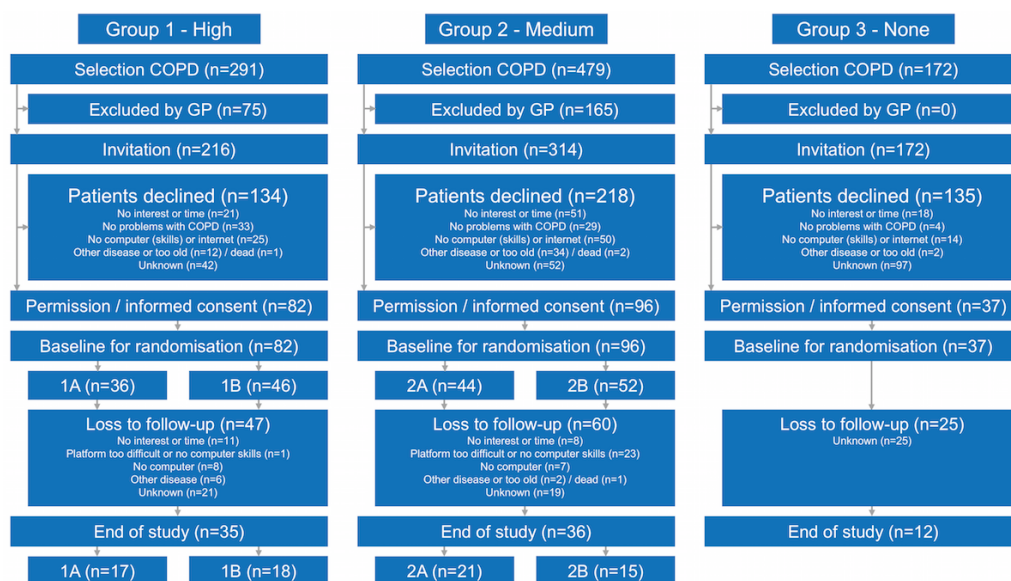 Group 1 - High
Selection COPD (n=291)
Excluded by GP (n=75)
Invitation (n=216)
Patients declined (n=134)
No interest or time (n=21)
No problems with COPD (n=33)
No computer (skills) or internet (n=25)
Other disease or too old (n=12) / dead (n=1)
Unknown (n=42)
Permission / informed consent (n=82)
Baseline for randomisation (n=82)
1A (n=36)
1B (n=46)
Loss to follow-up (n=47)
No interest or time (n=11)
Platform too difficult or no computer skills (n=1)
No computer (n=8)
Other disease (n=6)
Unknown (n=21)
End of study (n=35)
1A (n=17)
1B (n=18)
Group 2 - Medium
Selection COPD (n=479)
Excluded by GP (n=165)
Invitation (n=314)
Patients declined (n=218)
No interest or time (n=51)
No problems with COPD (n=29)
No computer (skills) or internet (n=50)
Other disease or too old (n=34) / dead (n=2)
Unknown (n=52)
Permission / informed consent (n=96)
Baseline for randomisation (n=96)
2A (n=44)
2B (n=52)
Loss to follow-up (n=60)
No interest or time (n=8)
Platform too difficult or no computer skills (n=23)
No computer (n=7)
Other disease or too old (n=2) / dead (n=1)
Unknown (n=19)
End of study (n=36)
2A (n=21)
2B (n=15)
Group 3 - None
Selection COPD (n=172)
Excluded by GP (n=0)
Invitation (n=172)
Patients declined (n=135)
No interest or time (n=18)
No problems with COPD (n=4)
No computer (skills) or internet (n=14)
Other disease or too old (n=2)
Unknown (n=97)
Permission / informed consent (n=37)
Baseline for randomisation (n=37)
Loss to follow-up (n=25)
Unknown (n=25)
End of study (n=12)